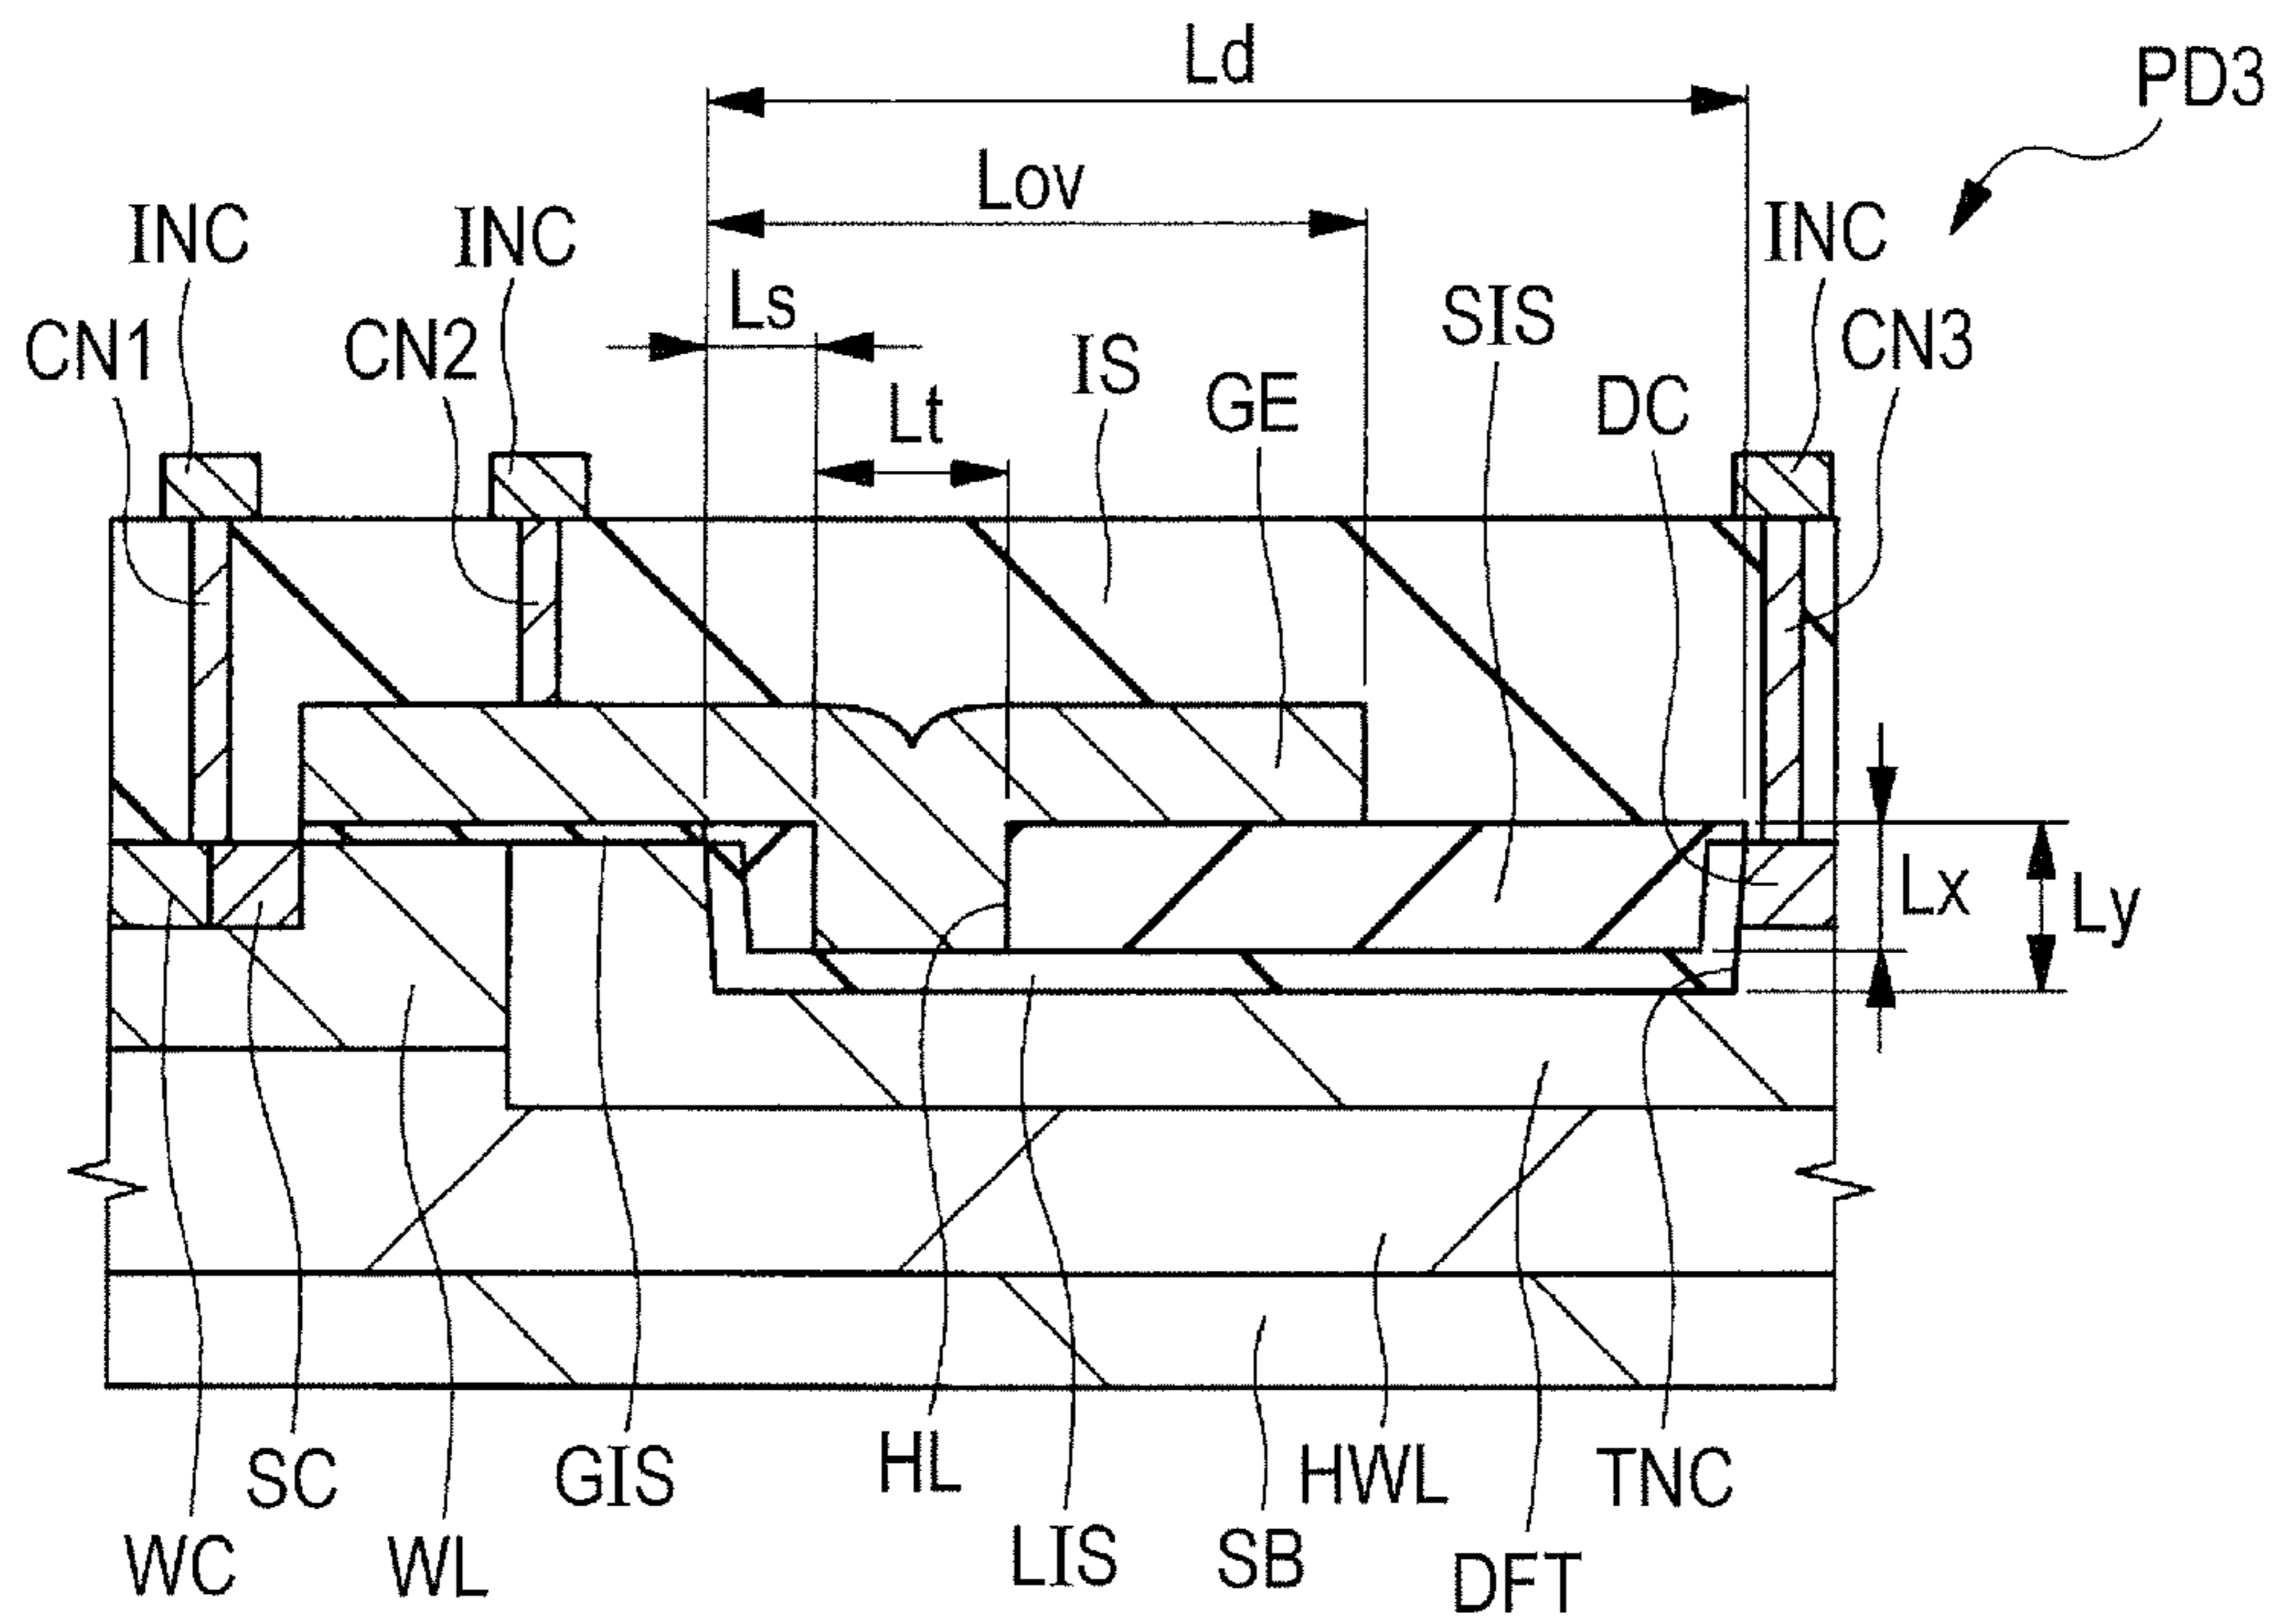 Ld
PD3
Lov
INC
INC
INC
Ls
SIS
CN1
CN2
IS
CN3
GE
DC
Lt
Lx
Ly
SC
GIS
HL
HWL
TNC
WC
WL
LIS
SB
DFT